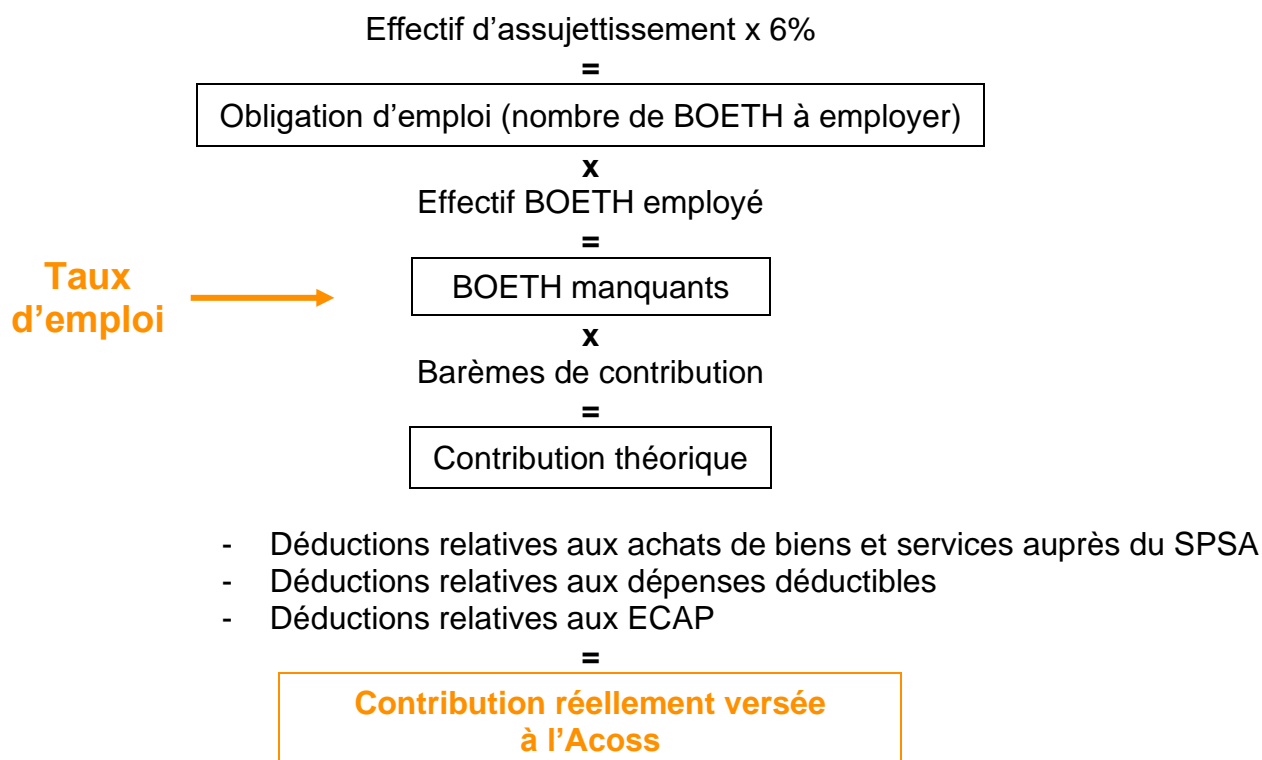 Effectif d’assujettissement x 6%
=
Obligation d’emploi (nombre de BOETH à employer)
x
Effectif BOETH employé
=
Taux
d’emploi
BOETH manquants
x
Barèmes de contribution
=
Contribution théorique
- Déductions relatives aux achats de biens et services auprès du SPSA
- Déductions relatives aux dépenses déductibles
- Déductions relatives aux ECAP
=
Contribution réellement versée
à l’Acoss